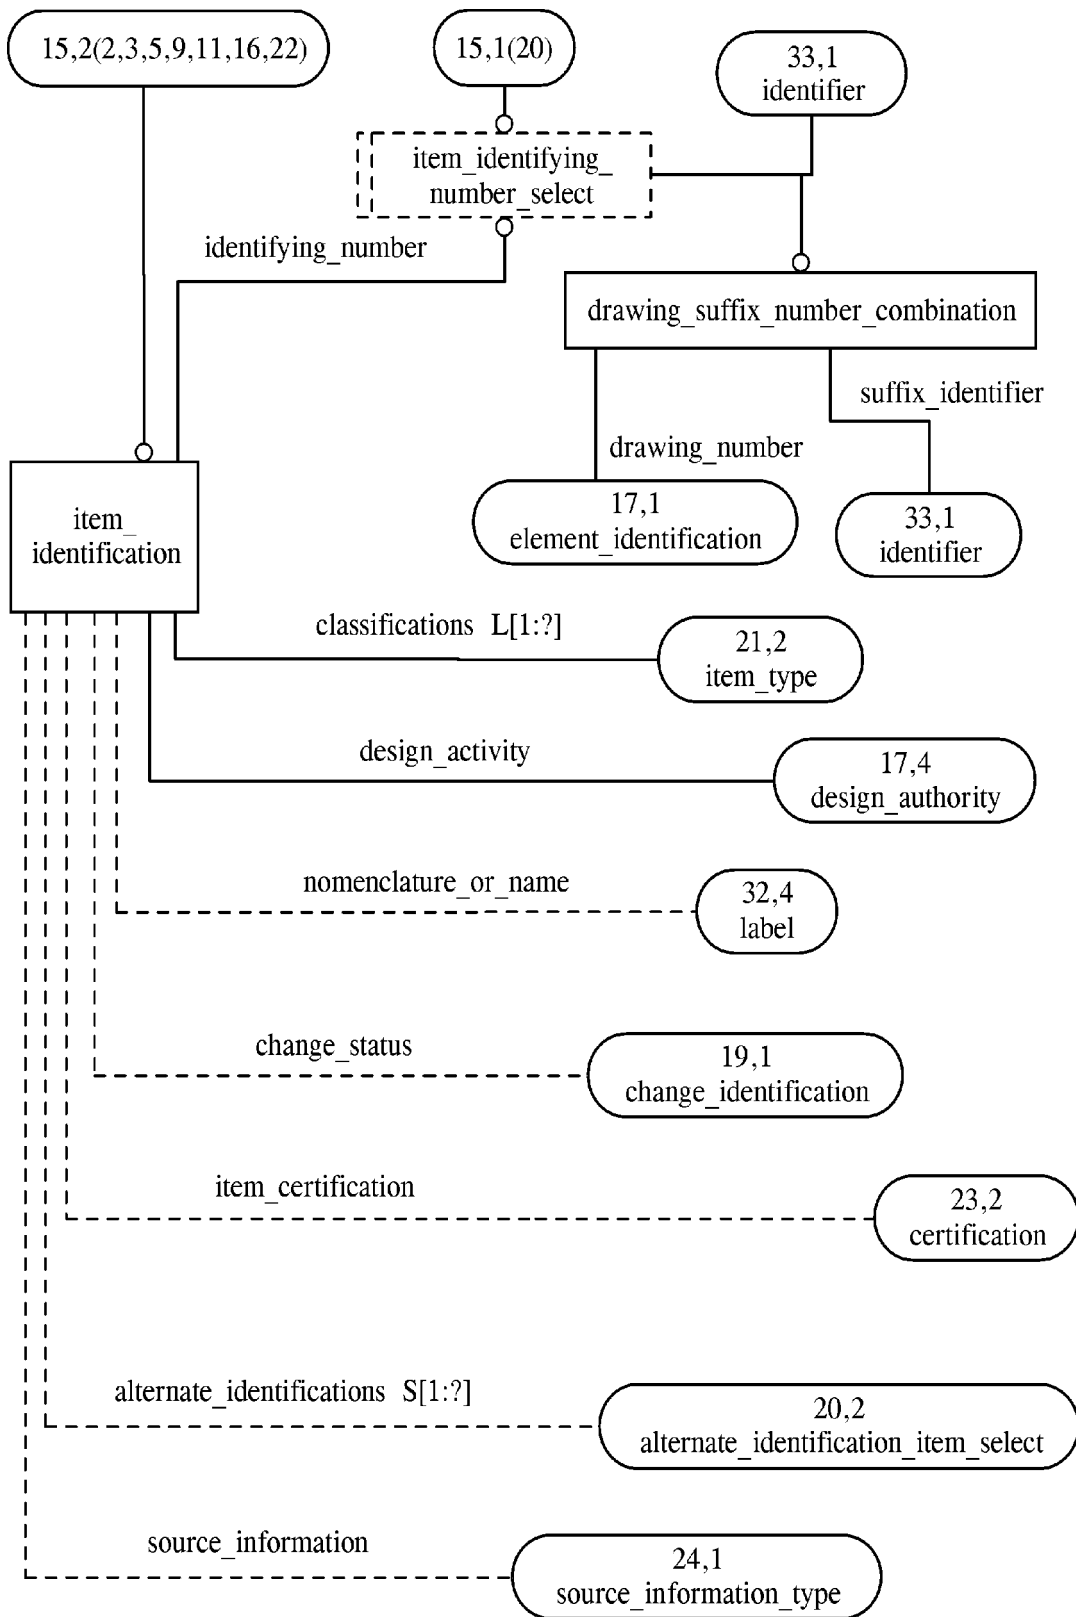 15,2(2,3,5,9,11,16,22)
15,1(20)
33,1
identifier
item_identifying_
number_select
identifying_number
drawing_suffix_number_combination
suffix_identifier
drawing_number
item_
identification
17,1
element_identification
33,1
identifier
classifications L[1:?]
21,2
item_type
design_activity
17,4
design_authority
nomenclature_or_name
32,4
label
change_status
19,1
change_identification
item_certification
23,2
certification
alternate_identifications S[1:?]
20,2
alternate_identification_item_select
source_information
24,1
source_information_type